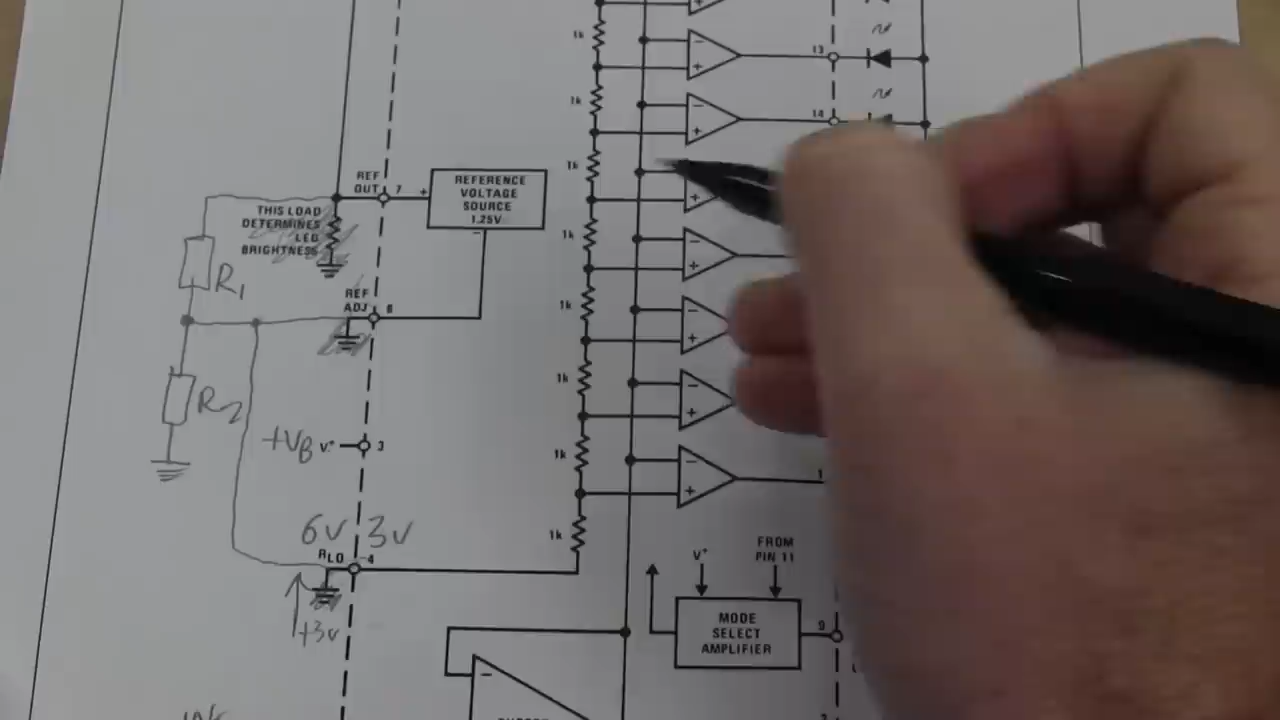 1k
13
1k
14
1k
REF
OUT
7
+
REFERENCE
VOLTAGE
SOURCE
1.25V
−
THIS LOAD
DETERMINES
LED
BRIGHTNESS
R1
1k
REF
ADJ
8
1k
R2
1k
+VB
V+
3
1k
1
6V
3V
RLO
4
1k
+3V
V+
FROM
PIN 11
MODE
SELECT
AMPLIFIER
9